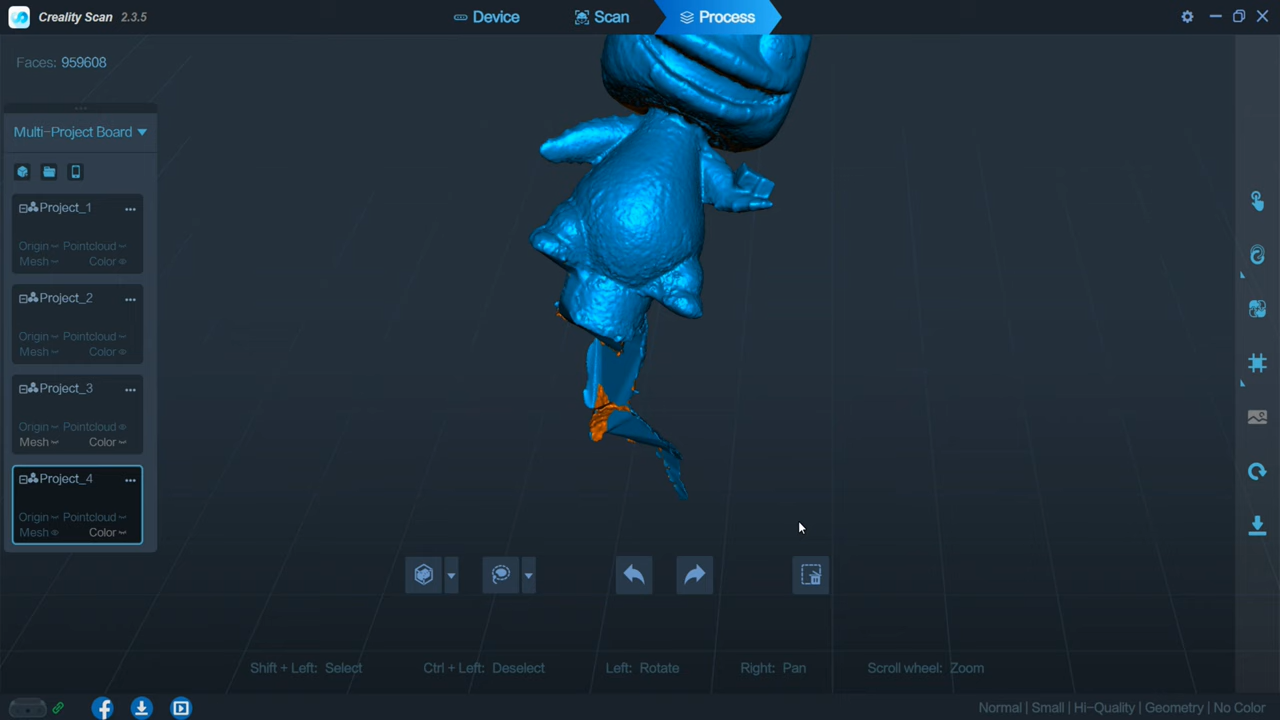 Creality Scan 2.3.5
Device
Scan
Process
Faces: 959608
Multi-Project Board
Project_1
Origin Pointcloud
Mesh Color
Project_2
Origin Pointcloud
Mesh Color
Project_3
Origin Pointcloud
Mesh Color
Project_4
Origin Pointcloud
Mesh Color
Shift + Left: Select
Ctrl + Left: Deselect
Left: Rotate
Right: Pan
Scroll wheel: Zoom
Normal | Small | Hi-Quality | Geometry | No Color